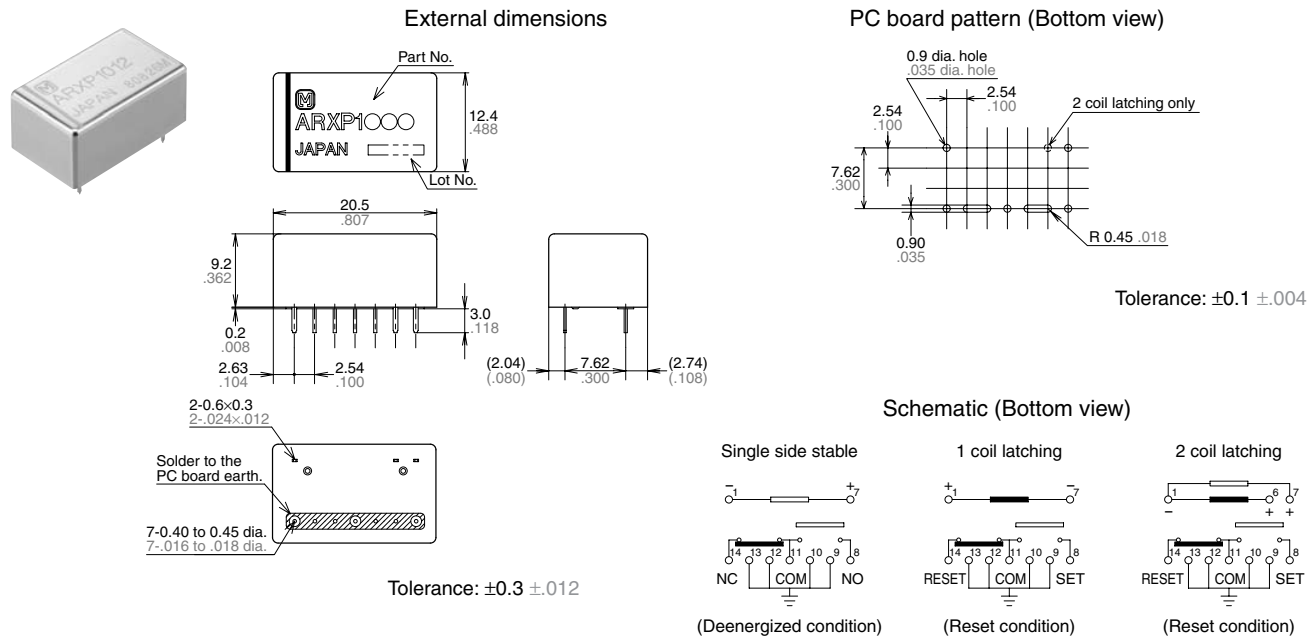 External dimensions
ARXP1012
JAPAN 80826M
Part No.
M
ARXP1○○○
JAPAN
Lot No.
12.4
.488
20.5
.807
9.2
.362
0.2
.008
3.0
.118
2.63
.104
2.54
.100
(2.04)
(.080)
7.62
.300
(2.74)
(.108)
2-0.6×0.3
2-.024×.012
Solder to the
PC board earth.
7-0.40 to 0.45 dia.
7-.016 to .018 dia.
Tolerance: ±0.3 ±.012
PC board pattern (Bottom view)
0.9 dia. hole
.035 dia. hole
2.54
.100
2 coil latching only
2.54
.100
7.62
.300
0.90
.035
R 0.45 .018
Tolerance: ±0.1 ±.004
Schematic (Bottom view)
Single side stable
− 1 + 7
14 13 12 11 10 9 8
NC COM NO
(Deenergized condition)
1 coil latching
+ 1 − 7
14 13 12 11 10 9 8
RESET COM SET
(Reset condition)
2 coil latching
1 6 7
− + +
14 13 12 11 10 9 8
RESET COM SET
(Reset condition)